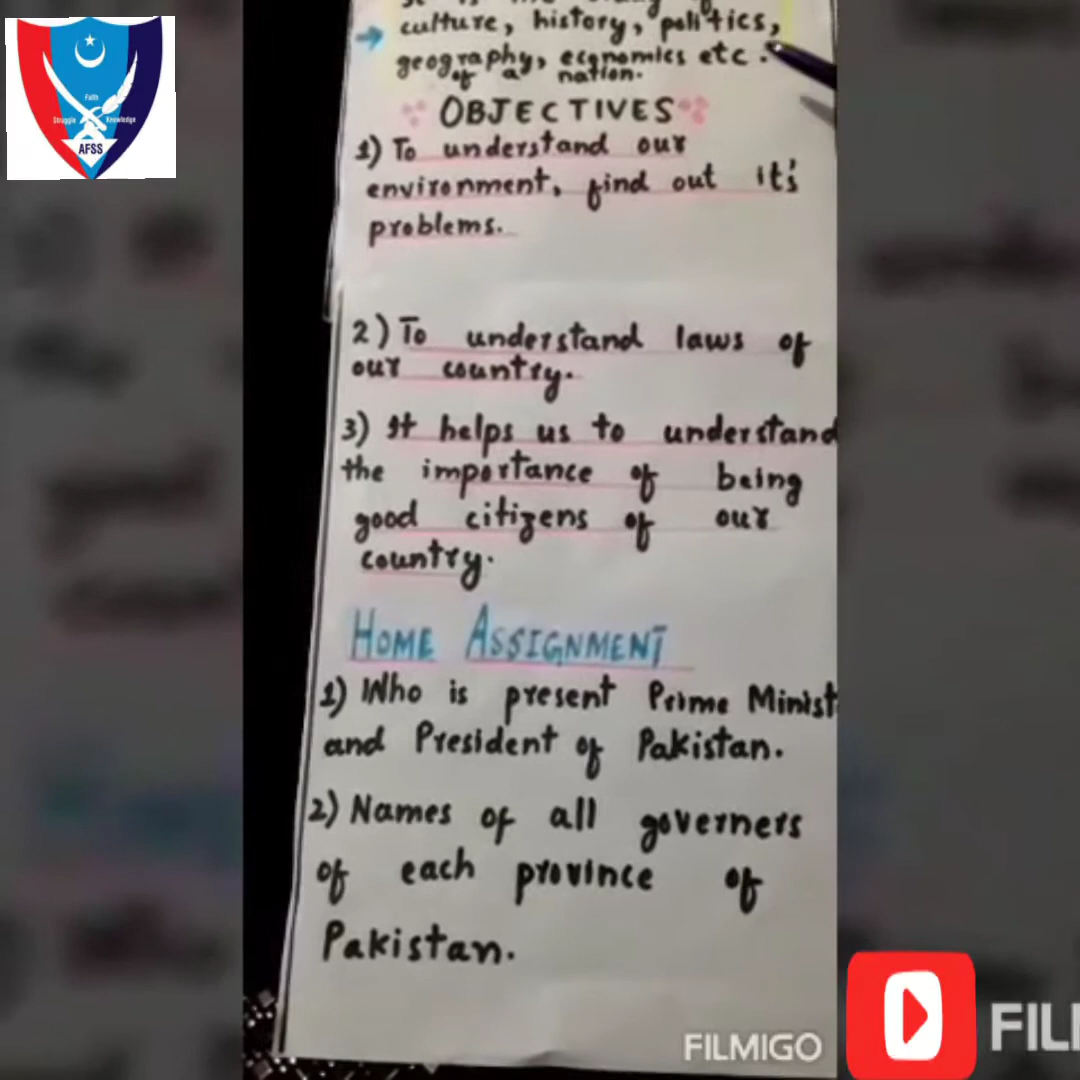 culture, history, politics,
geography, economics etc.
of a nation.
OBJECTIVES
1) To understand our
environment, find out it's
problems.
2) To understand laws of
our country.
3) It helps us to understand
the importance of being
good citizens of our
country.
HOME ASSIGNMENT
1) Who is present Prime Minist
and President of Pakistan.
2) Names of all governers
of each province of
Pakistan.
Faith
Struggle Knowledge
AFSS
FILMIGO
FIL